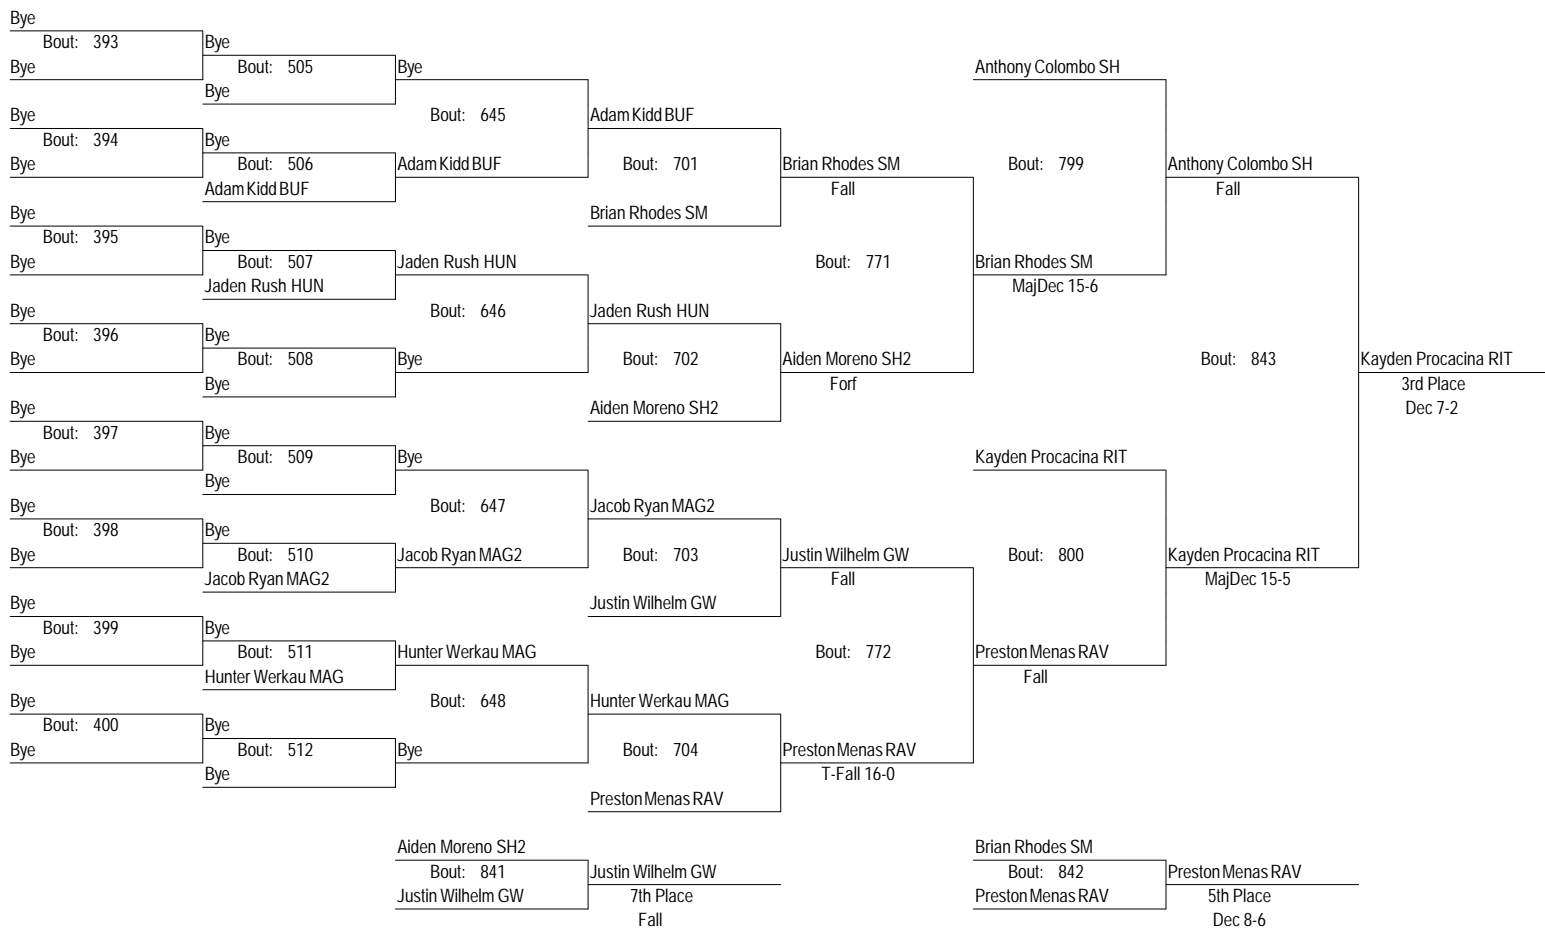 Bye
Bout: 393
Bye
Bye
Bout: 505
Bye
Bye
Bout: 394
Bye
Bye
Bout: 506
Adam Kidd BUF
Bye
Bout: 645
Adam Kidd BUF
Bye
Bout: 395
Bye
Bye
Bout: 507
Jaden Rush HUN
Bye
Bout: 396
Bye
Bye
Bout: 508
Bye
Jaden Rush HUN
Bout: 646
Bye
Bye
Bout: 397
Bye
Bye
Bout: 509
Bye
Bye
Bout: 398
Bye
Bye
Bout: 510
Jacob Ryan MAG2
Bye
Bout: 647
Jacob Ryan MAG2
Bye
Bout: 399
Bye
Bye
Bout: 511
Hunter Werkau MAG
Bye
Bout: 400
Bye
Bye
Bout: 512
Bye
Hunter Werkau MAG
Bout: 648
Bye
Adam Kidd BUF
Bout: 701
Brian Rhodes SM
Jaden Rush HUN
Bout: 702
Aiden Moreno SH2
Jacob Ryan MAG2
Bout: 703
Justin Wilhelm GW
Hunter Werkau MAG
Bout: 704
Preston Menas RAV
Brian Rhodes SM
Fall
Bout: 771
Aiden Moreno SH2
Forf
Justin Wilhelm GW
Fall
Bout: 772
Preston Menas RAV
T-Fall 16-0
Anthony Colombo SH
Bout: 799
Brian Rhodes SM
MajDec 15-6
Kayden Procacina RIT
Bout: 800
Preston Menas RAV
Fall
Anthony Colombo SH
Fall
Bout: 843
Kayden Procacina RIT
MajDec 15-5
Kayden Procacina RIT
3rd Place
Dec 7-2
Aiden Moreno SH2
Bout: 841
Justin Wilhelm GW
Justin Wilhelm GW
7th Place
Fall
Brian Rhodes SM
Bout: 842
Preston Menas RAV
Preston Menas RAV
5th Place
Dec 8-6